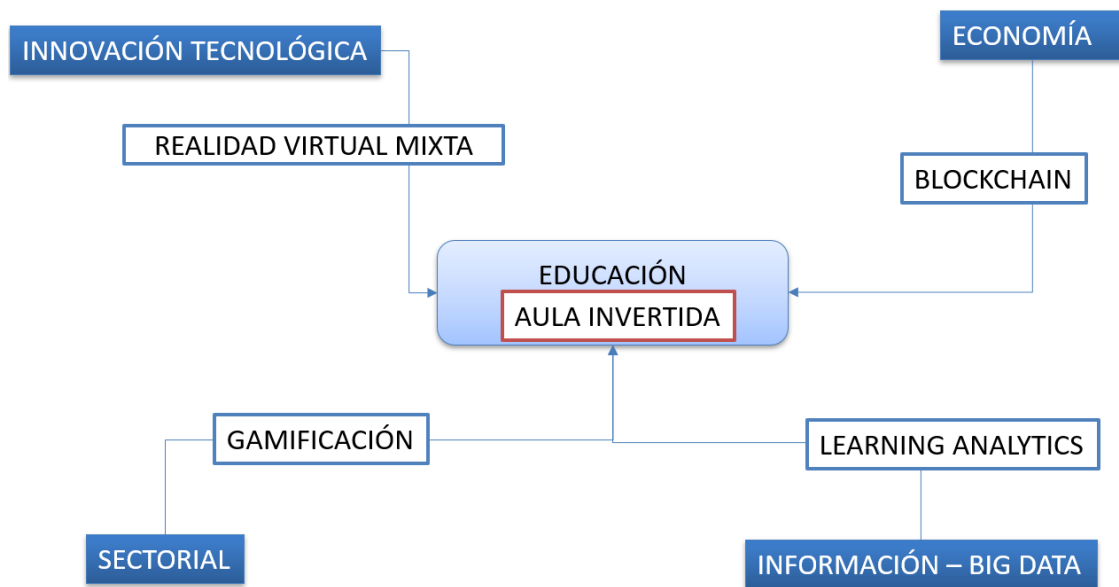 INNOVACIÓN TECNOLÓGICA
ECONOMÍA
REALIDAD VIRTUAL MIXTA
BLOCKCHAIN
EDUCACIÓN
AULA INVERTIDA
GAMIFICACIÓN
LEARNING ANALYTICS
SECTORIAL
INFORMACIÓN – BIG DATA